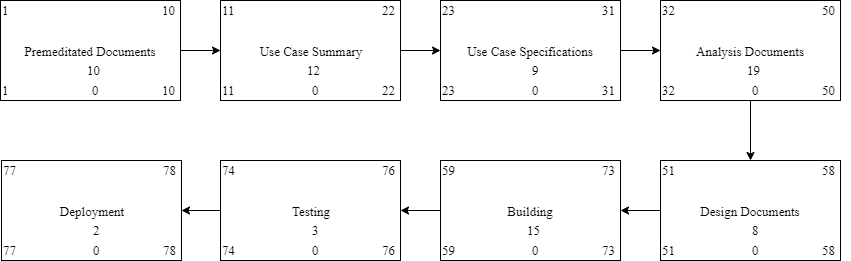 1 10 11 22 23 31 32 50
Premeditated Documents Use Case Summary Use Case Specifications Analysis Documents
10 12 9 19
1 0 10 11 0 22 23 0 31 32 0 50
77 78 74 76 59 73 51 58
Deployment Testing Building Design Documents
2 3 15 8
77 0 78 74 0 76 59 0 73 51 0 58